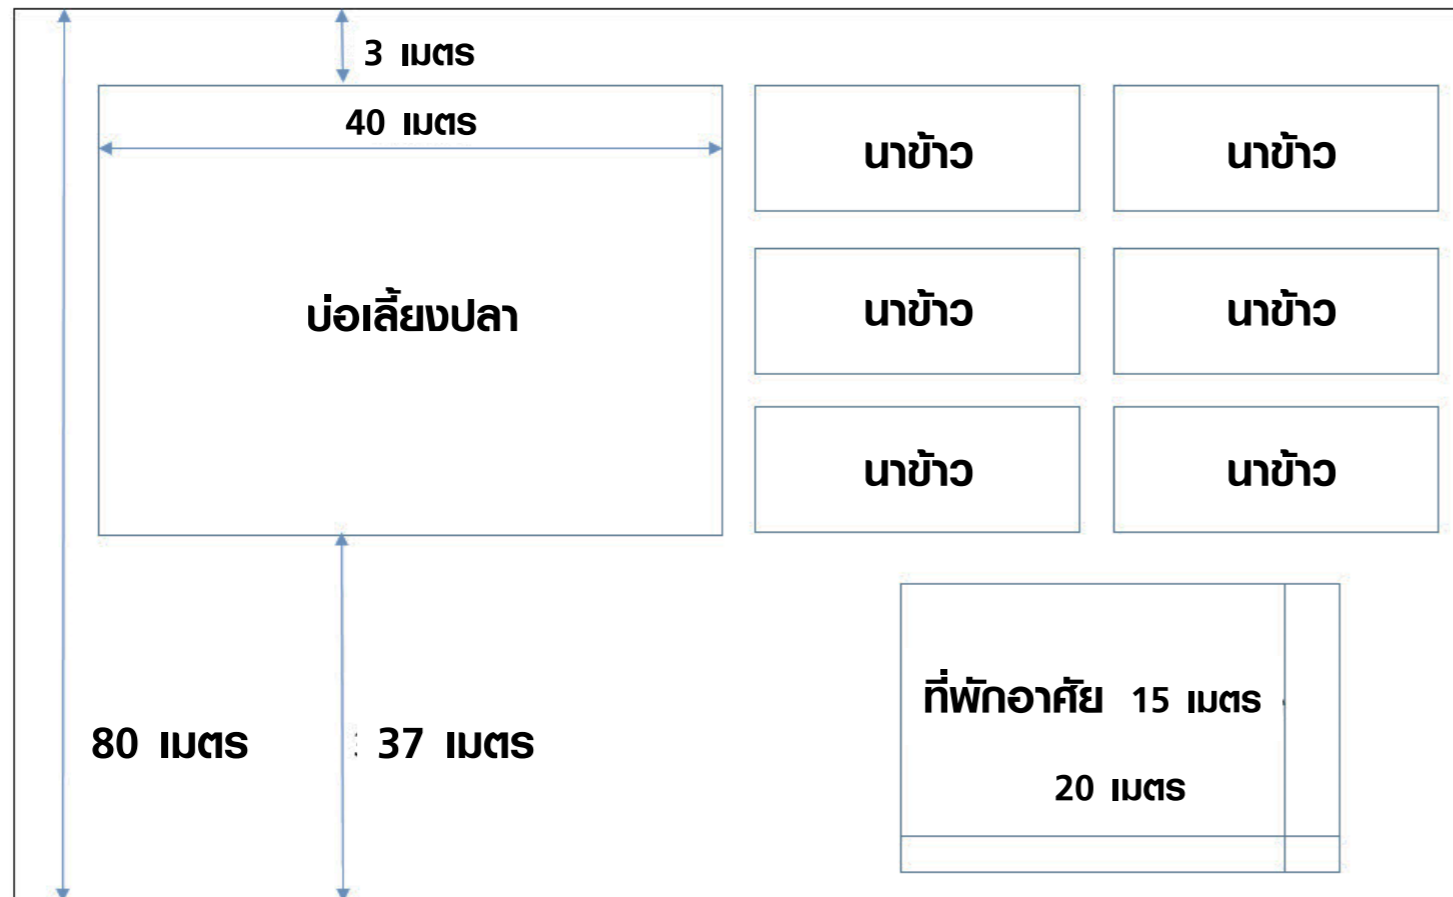 3 เมตร
40 เมตร
บ่อเลี้ยงปลา
นาข้าว
นาข้าว
นาข้าว
นาข้าว
นาข้าว
นาข้าว
80 เมตร
37 เมตร
ที่พักอาศัย 15 เมตร
20 เมตร